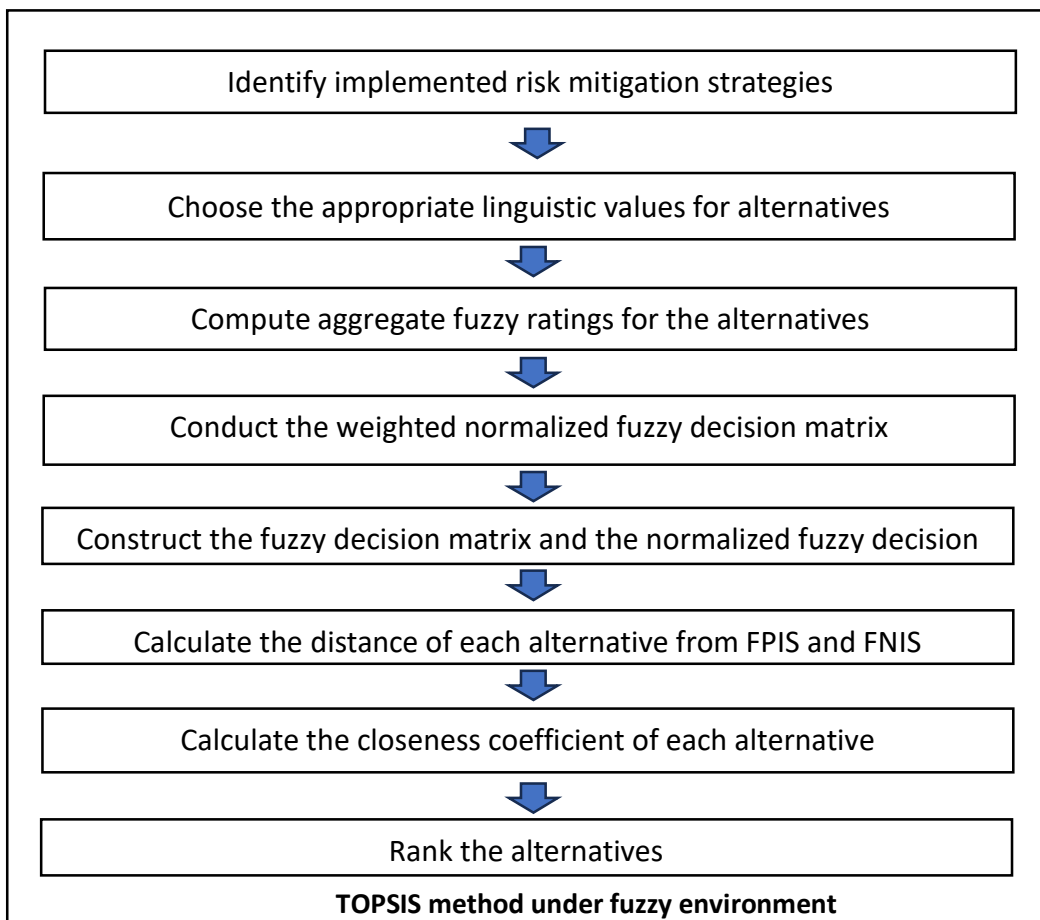 Identify implemented risk mitigation strategies
Choose the appropriate linguistic values for alternatives
Compute aggregate fuzzy ratings for the alternatives
Conduct the weighted normalized fuzzy decision matrix
Construct the fuzzy decision matrix and the normalized fuzzy decision
Calculate the distance of each alternative from FPIS and FNIS
Calculate the closeness coefficient of each alternative
Rank the alternatives
TOPSIS method under fuzzy environment